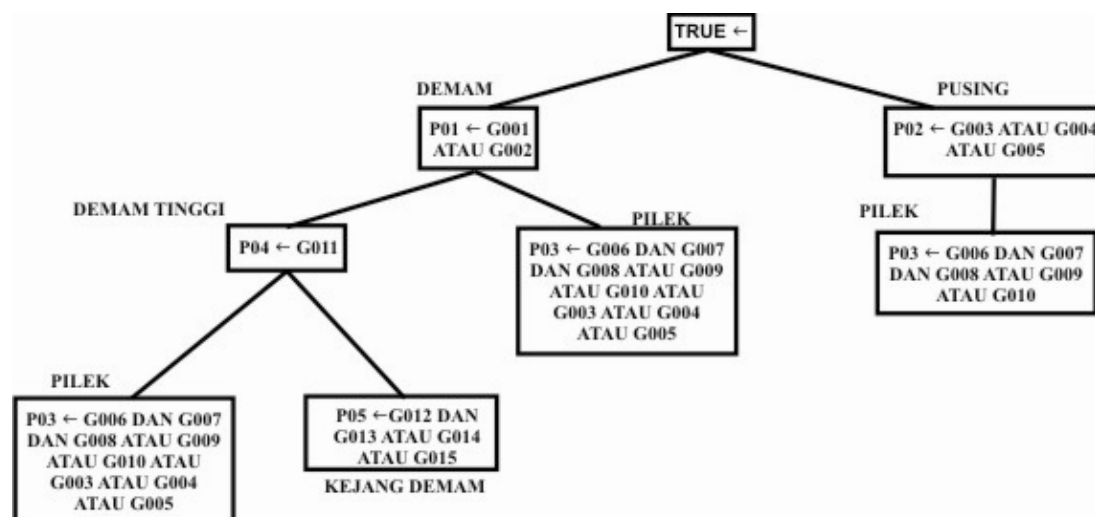 TRUE ←
DEMAM
PUSING
P01 ← G001
ATAU G002
P02 ← G003 ATAU G004
ATAU G005
DEMAM TINGGI
PILEK
PILEK
P04 ← G011
P03 ← G006 DAN G007
DAN G008 ATAU G009
ATAU G010 ATAU
G003 ATAU G004
ATAU G005
P03 ← G006 DAN G007
DAN G008 ATAU G009
ATAU G010
PILEK
P03 ← G006 DAN G007
DAN G008 ATAU G009
ATAU G010 ATAU
G003 ATAU G004
ATAU G005
P05 ←G012 DAN
G013 ATAU G014
ATAU G015
KEJANG DEMAM